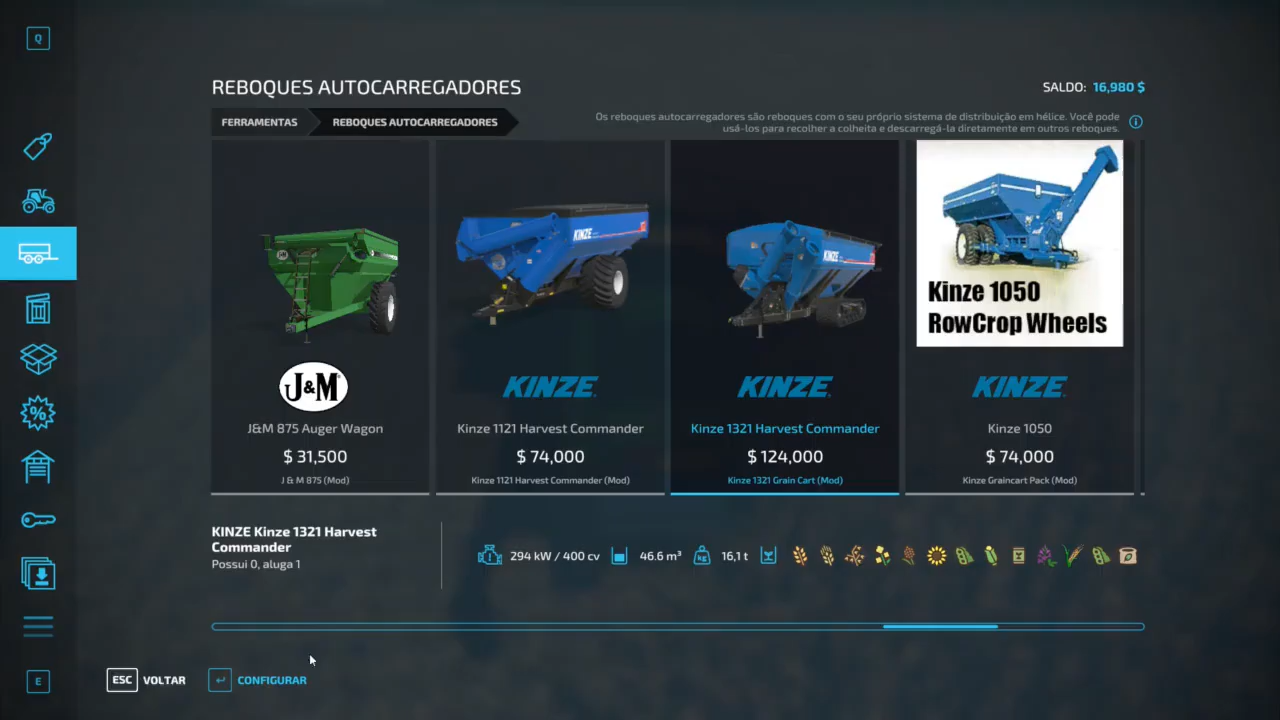 Q
REBOQUES AUTOCARREGADORES
SALDO: 16,980 $
FERRAMENTAS
REBOQUES AUTOCARREGADORES
Os reboques autocarregadores são reboques com o seu próprio sistema de distribuição em hélice. Você pode
usá-los para recolher a colheita e descarregá-la diretamente em outros reboques.
KINZE
KINZE
Kinze 1050
RowCrop Wheels
J&M
KINZE
KINZE
KINZE
J&M 875 Auger Wagon
Kinze 1121 Harvest Commander
Kinze 1321 Harvest Commander
Kinze 1050
$ 31,500
$ 74,000
$ 124,000
$ 74,000
J & M 875 (Mod)
Kinze 1121 Harvest Commander (Mod)
Kinze 1321 Grain Cart (Mod)
Kinze Graincart Pack (Mod)
KINZE Kinze 1321 Harvest
Commander
Possui 0, aluga 1
294 kW / 400 cv
46.6 m³
kg
16,1 t
E
ESC VOLTAR
CONFIGURAR